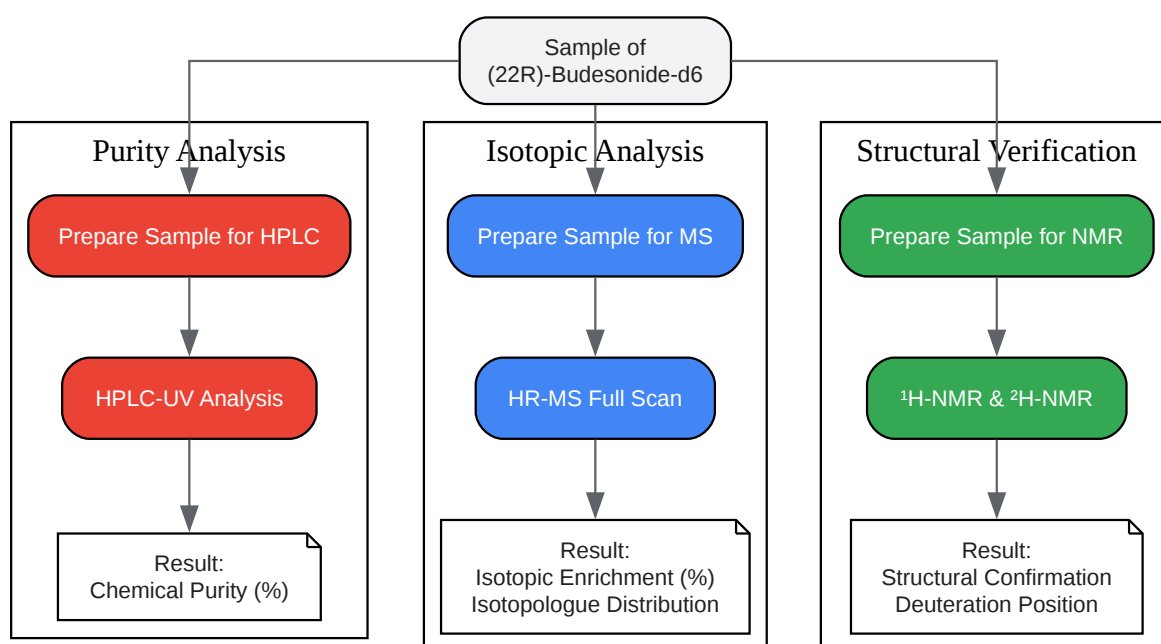 Sample of
(22R)-Budesonide-d6
Purity Analysis
Prepare Sample for HPLC
HPLC-UV Analysis
Result:
Chemical Purity (%)
Isotopic Analysis
Prepare Sample for MS
HR-MS Full Scan
Result:
Isotopic Enrichment (%)
Isotopologue Distribution
Structural Verification
Prepare Sample for NMR
¹H-NMR & ²H-NMR
Result:
Structural Confirmation
Deuteration Position